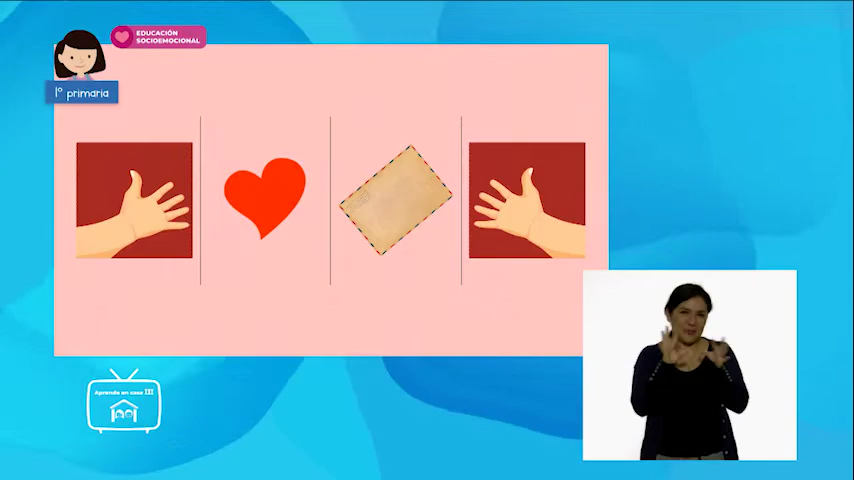 EDUCACIÓN
SOCIOEMOCIONAL
1° primaria
Aprende en casa III